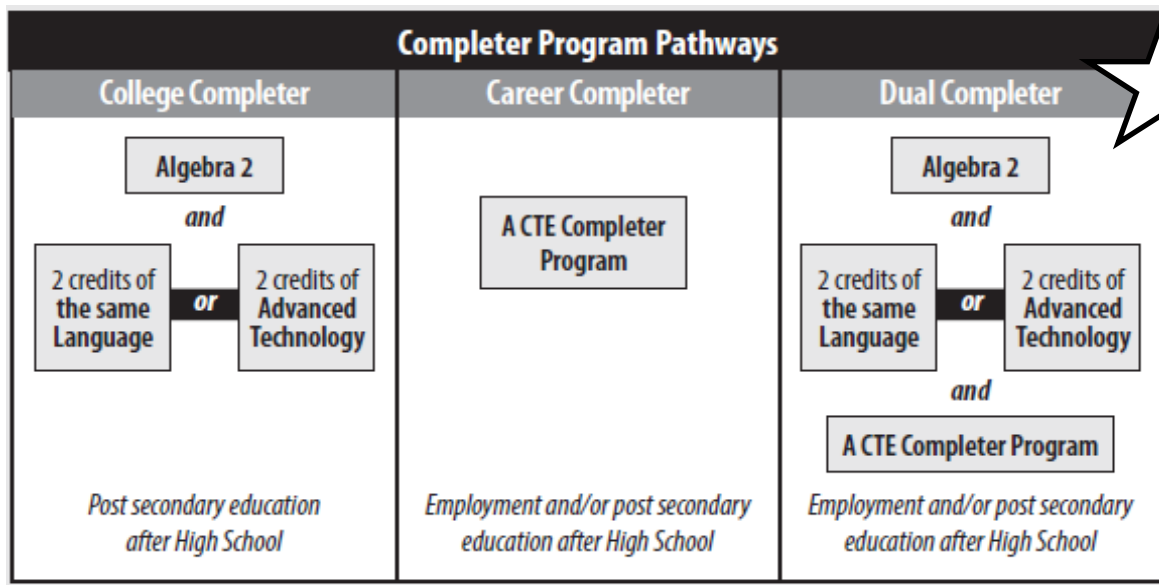 Completer Program Pathways
College Completer
Algebra 2
and
2 credits of
the same
Language
or
2 credits of
Advanced
Technology
Post secondary education
after High School
Career Completer
A CTE Completer
Program
Employment and/or post secondary
education after High School
Dual Completer
Algebra 2
and
2 credits of
the same
Language
or
2 credits of
Advanced
Technology
and
A CTE Completer Program
Employment and/or post secondary
education after High School